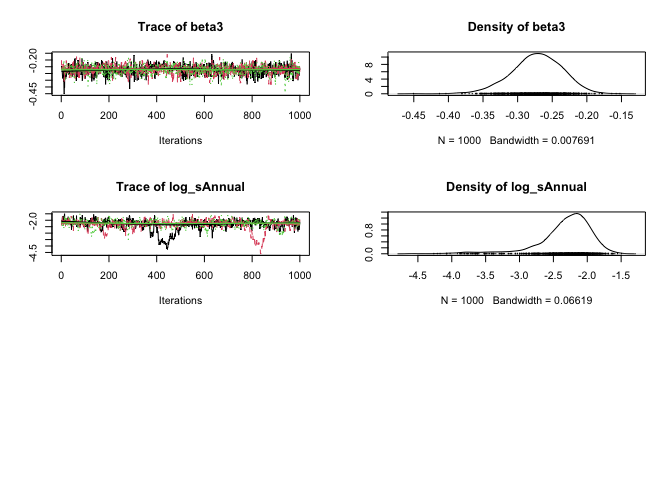 Trace of beta3
-0.20
-0.45
0 200 400 600 800 1000
Iterations
Density of beta3
8
4
0
-0.45 -0.40 -0.35 -0.30 -0.25 -0.20 -0.15
N = 1000 Bandwidth = 0.007691
Trace of log_sAnnual
-2.0
-4.5
0 200 400 600 800 1000
Iterations
Density of log_sAnnual
0.8
0.0
-4.5 -4.0 -3.5 -3.0 -2.5 -2.0 -1.5
N = 1000 Bandwidth = 0.06619